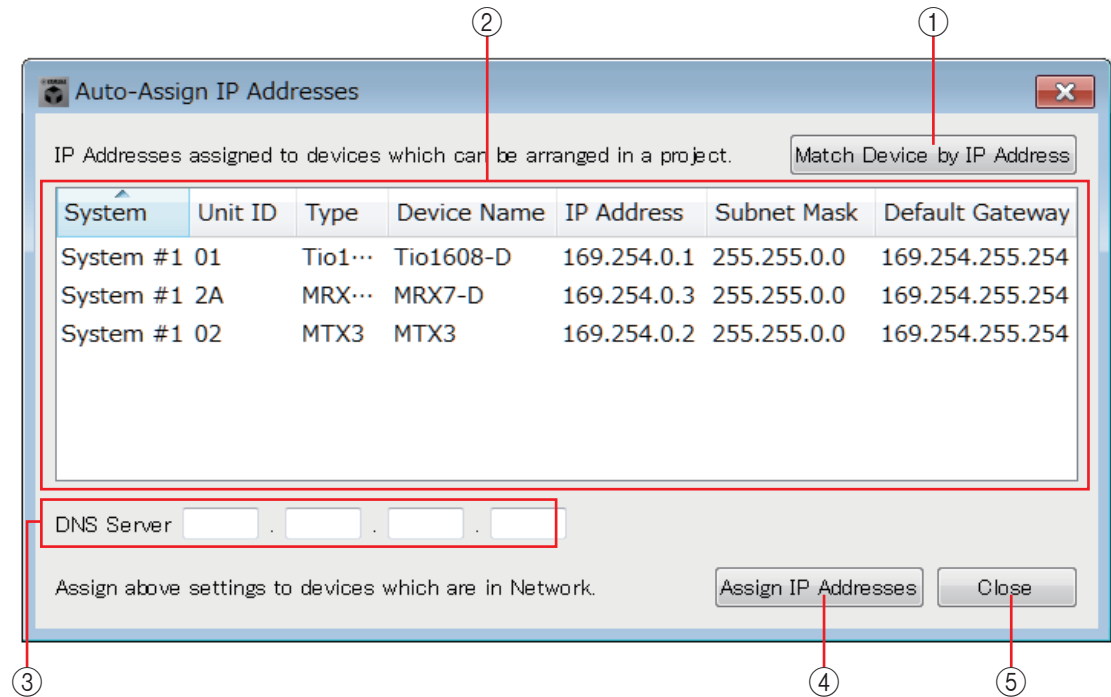 ② ①
Auto-Assign IP Addresses
IP Addresses assigned to devices which can be arranged in a project. Match Device by IP Address
System Unit ID Type Device Name IP Address Subnet Mask Default Gateway
System #1 01 Tio1··· Tio1608-D 169.254.0.1 255.255.0.0 169.254.255.254
System #1 2A MRX··· MRX7-D 169.254.0.3 255.255.0.0 169.254.255.254
System #1 02 MTX3 MTX3 169.254.0.2 255.255.0.0 169.254.255.254
DNS Server . . .
Assign above settings to devices which are in Network. Assign IP Addresses Close
③ ④ ⑤